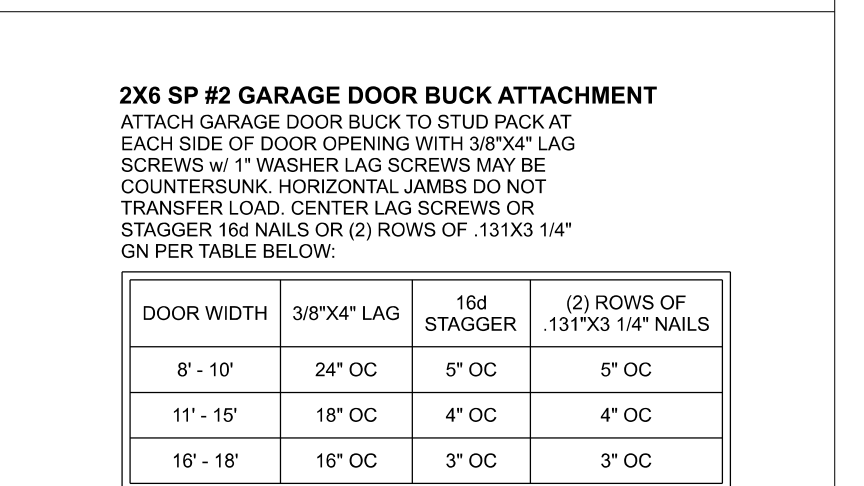 2X6 SP #2 GARAGE DOOR BUCK ATTACHMENT
ATTACH GARAGE DOOR BUCK TO STUD PACK AT
EACH SIDE OF DOOR OPENING WITH 3/8"X4" LAG
SCREWS w/ 1" WASHER LAG SCREWS MAY BE
COUNTERSUNK. HORIZONTAL JAMBS DO NOT
TRANSFER LOAD. CENTER LAG SCREWS OR
STAGGER 16d NAILS OR (2) ROWS OF .131X3 1/4"
GN PER TABLE BELOW:
DOOR WIDTH 3/8"X4" LAG 16d STAGGER (2) ROWS OF .131"X3 1/4" NAILS
8' - 10' 24" OC 5" OC 5" OC
11' - 15' 18" OC 4" OC 4" OC
16' - 18' 16" OC 3" OC 3" OC